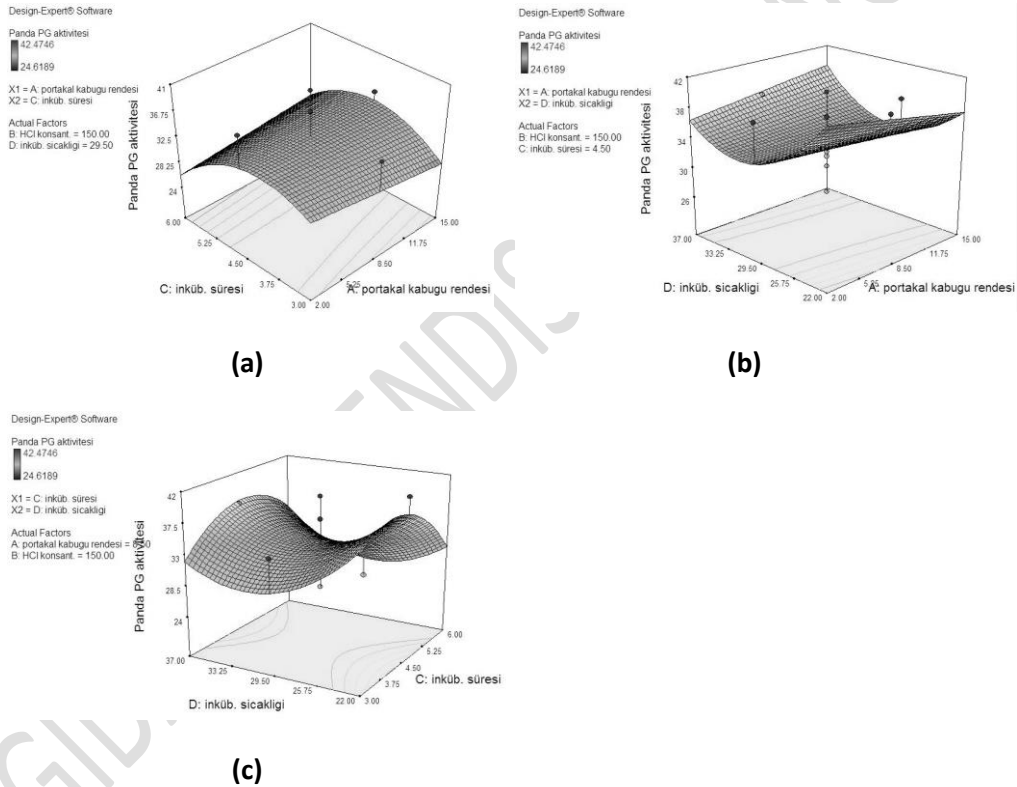 Design-Expert® Software
Panda PG aktivitesi
42.4746
24.6189
X1 = A: portakal kabugu rendesi
X2 = C: inküb. süresi
Actual Factors
B: HCl konsant. = 150.00
D: inküb. sicakligi = 29.50
Panda PG aktivitesi
41
36.75
32.5
28.25
24
6.00
5.25
4.50
3.75
3.00
2.00
5.25
8.50
11.75
15.00
C: inküb. süresi
A: portakal kabugu rendesi
(a)
Design-Expert® Software
Panda PG aktivitesi
42.4746
24.6189
X1 = A: portakal kabugu rendesi
X2 = D: inküb. sicakligi
Actual Factors
B: HCl konsant. = 150.00
C: inküb. süresi = 4.50
Panda PG aktivitesi
42
38
34
30
26
37.00
33.25
29.50
25.75
22.00
2.00
8.50
11.75
15.00
D: inküb. sicakligi
A: portakal kabugu rendesi
(b)
Design-Expert® Software
Panda PG aktivitesi
42.4746
24.6189
X1 = C: inküb. süresi
X2 = D: inküb. sicakligi
Actual Factors
A: portakal kabugu rendesi =
B: HCl konsant. = 150.00
Panda PG aktivitesi
42
37.5
33
28.5
24
37.00
33.25
29.50
25.75
22.00
3.00
3.75
4.50
5.25
6.00
D: inküb. sicakligi
C: inküb. süresi
(c)